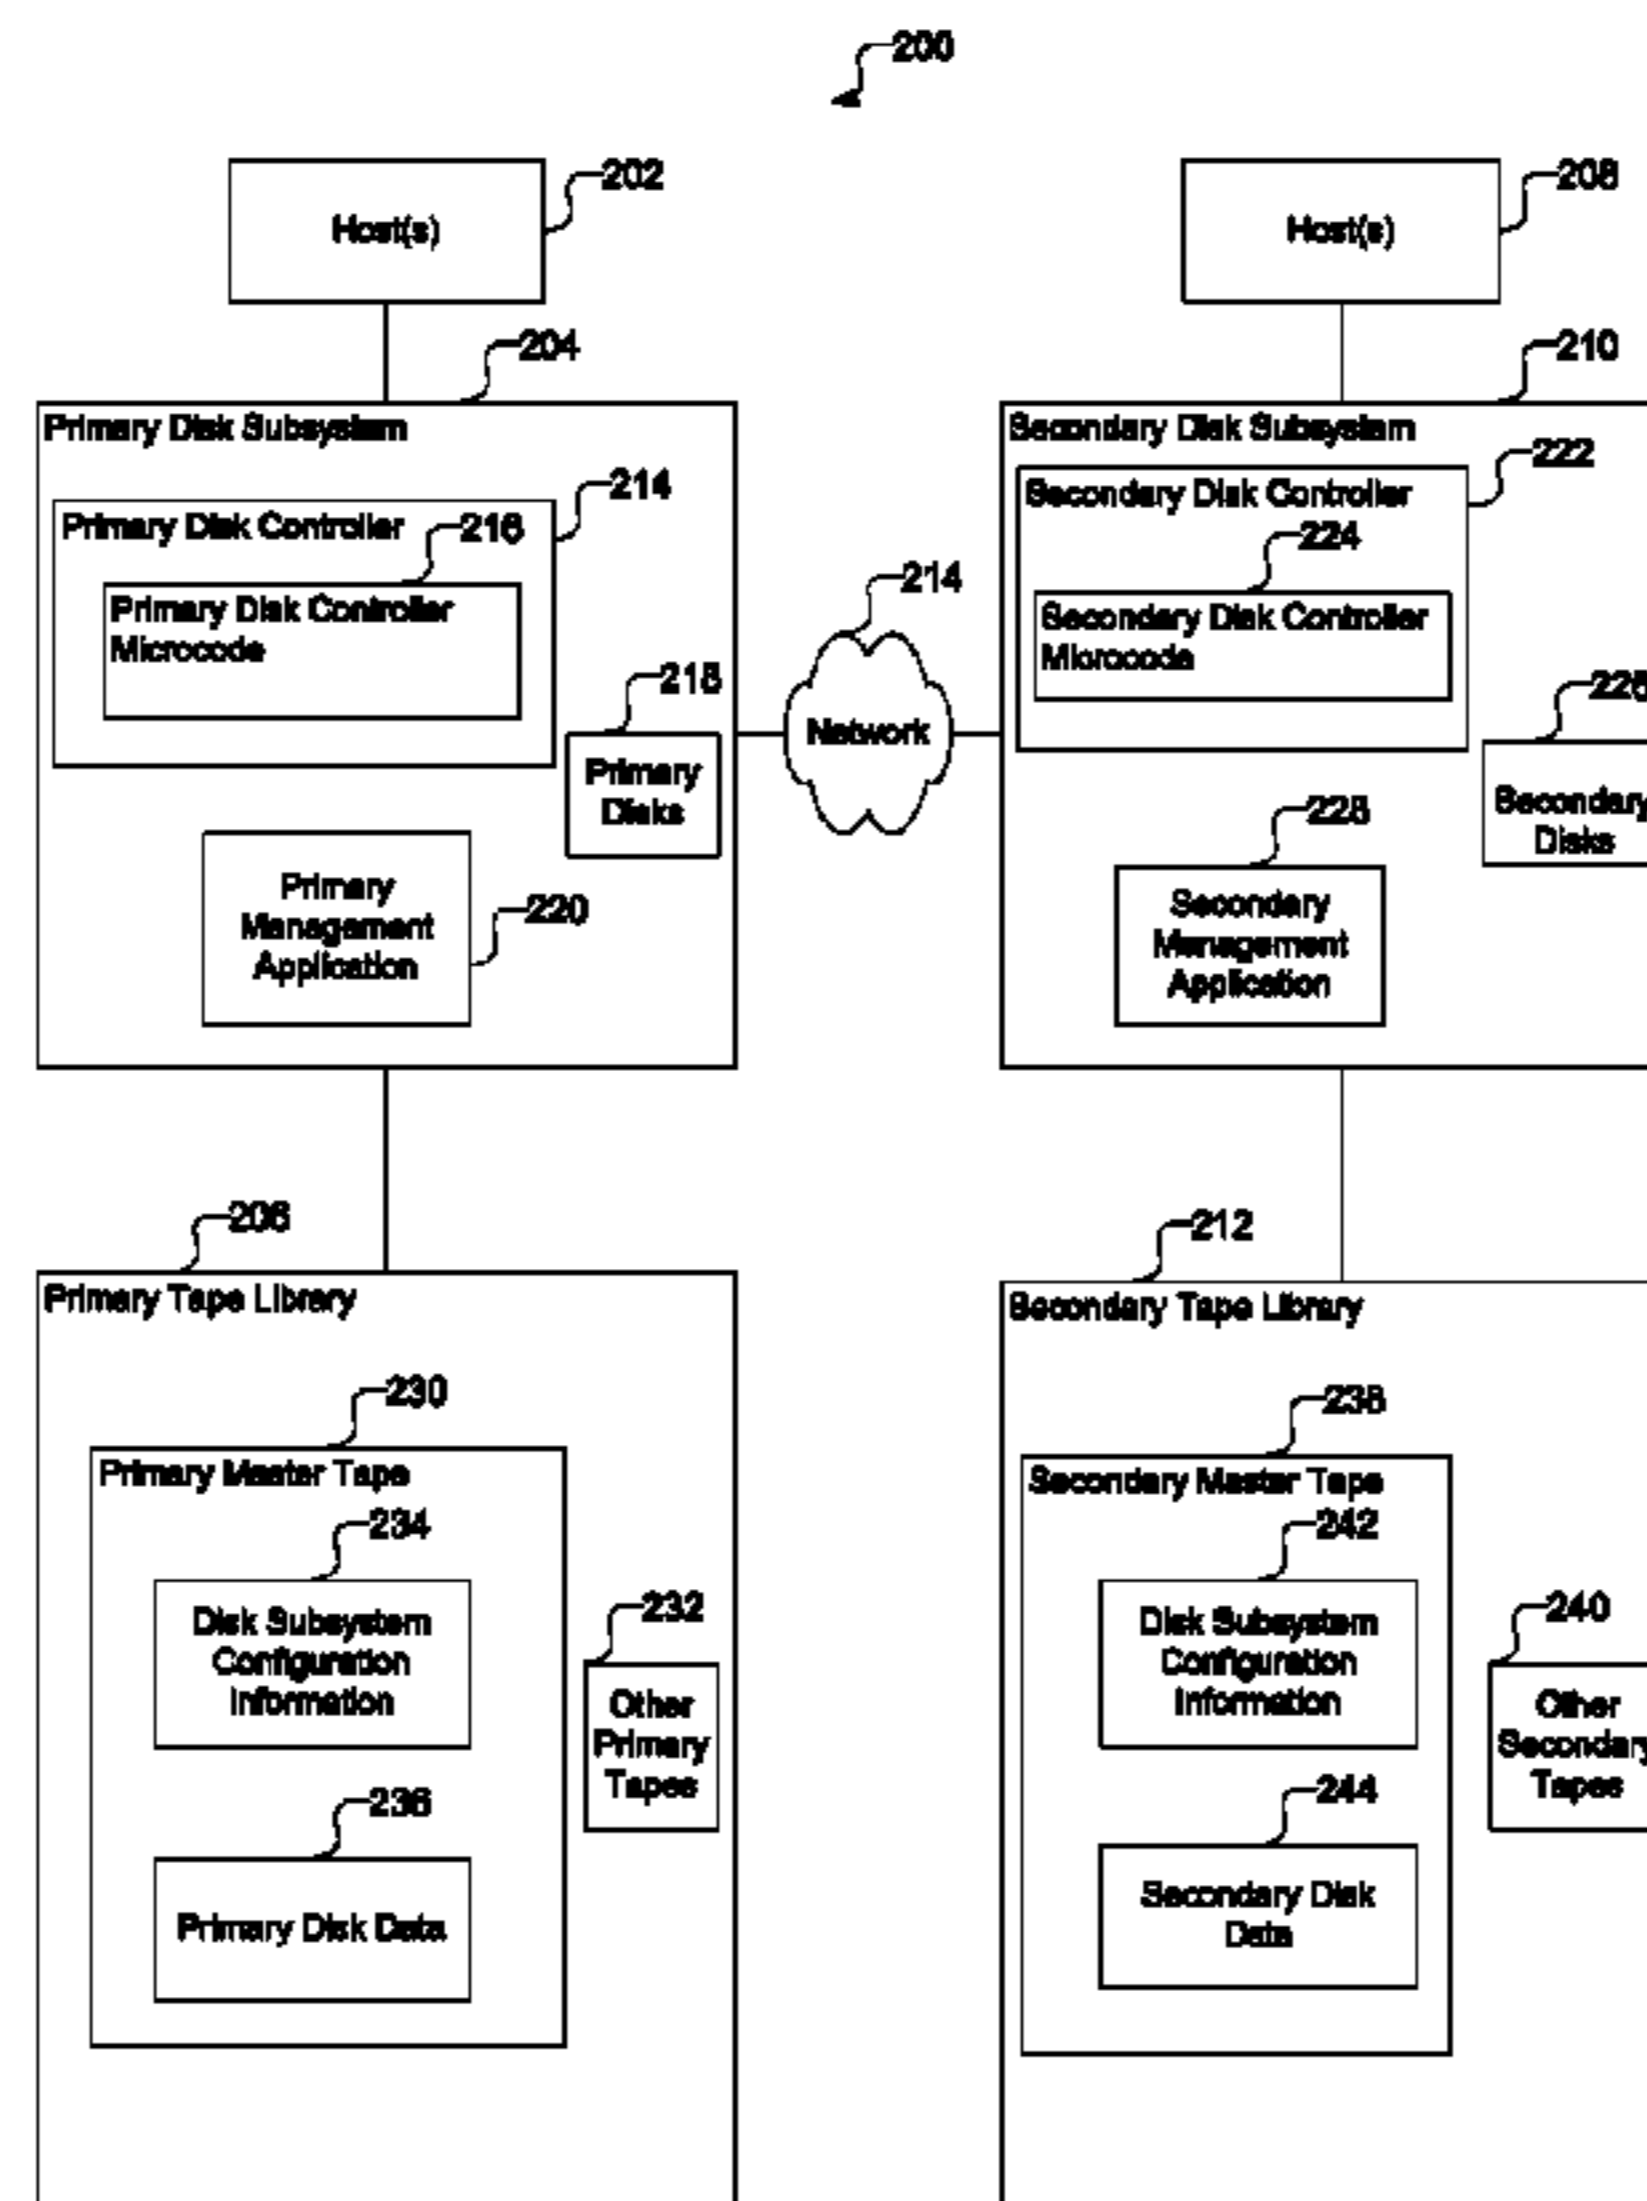 200
202
Host(s)
208
Host(s)
204
Primary Disk Subsystem
214
Primary Disk Controller
216
Primary Disk Controller
Microcode
218
Primary
Disks
220
Primary
Management
Application
214
Network
210
Secondary Disk Subsystem
222
Secondary Disk Controller
224
Secondary Disk Controller
Microcode
226
Secondary
Disks
228
Secondary
Management
Application
206
Primary Tape Library
230
Primary Master Tape
234
Disk Subsystem
Configuration
Information
232
Other
Primary
Tapes
236
Primary Disk Data
212
Secondary Tape Library
238
Secondary Master Tape
242
Disk Subsystem
Configuration
Information
240
Other
Secondary
Tapes
244
Secondary Disk
Data